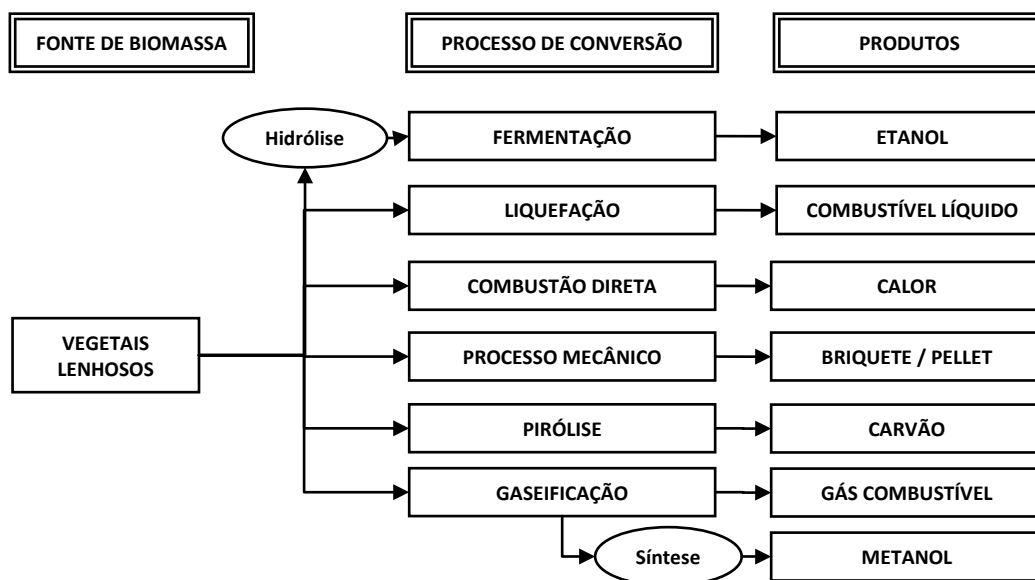 FONTE DE BIOMASSA
PROCESSO DE CONVERSÃO
PRODUTOS
Hidrólise
FERMENTAÇÃO
ETANOL
LIQUEFAÇÃO
COMBUSTÍVEL LÍQUIDO
COMBUSTÃO DIRETA
CALOR
VEGETAIS
LENHOSOS
PROCESSO MECÂNICO
BRIQUETE / PELLET
PIRÓLISE
CARVÃO
GASEIFICAÇÃO
GÁS COMBUSTÍVEL
Síntese
METANOL